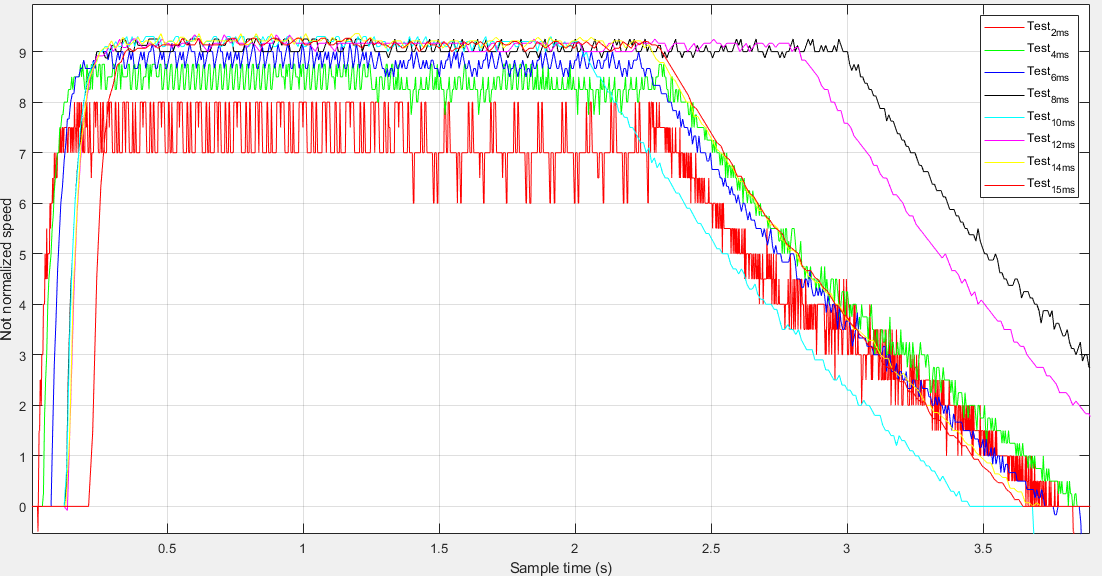 Test2ms
Test4ms
Test6ms
Test8ms
Test10ms
Test12ms
Test14ms
Test15ms
9
8
7
6
5
4
3
2
1
0
Not normalized speed
0.5 1 1.5 2 2.5 3 3.5
Sample time (s)